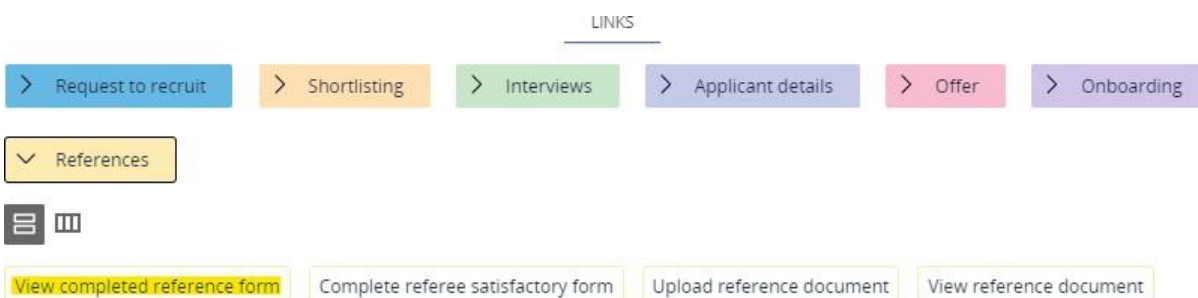 LINKS
Request to recruit Shortlisting Interviews Applicant details Offer Onboarding
References
View completed reference form Complete referee satisfactory form Upload reference document View reference document